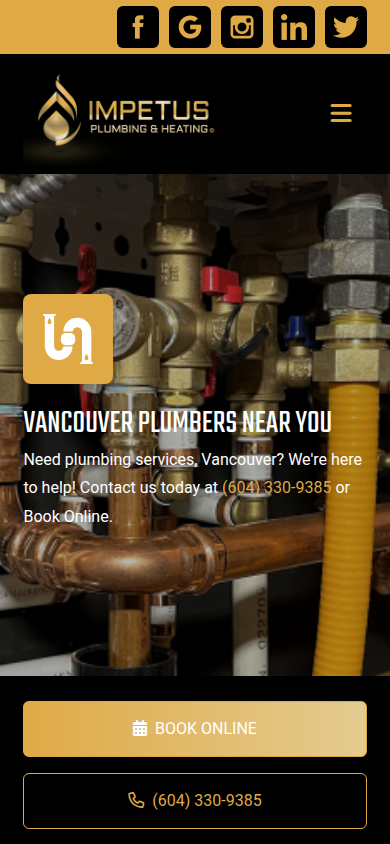 IMPETUS
PLUMBING & HEATING
VANCOUVER PLUMBERS NEAR YOU
Need plumbing services, Vancouver? We're here
to help! Contact us today at (604) 330-9385 or
Book Online.
BOOK ONLINE
(604) 330-9385